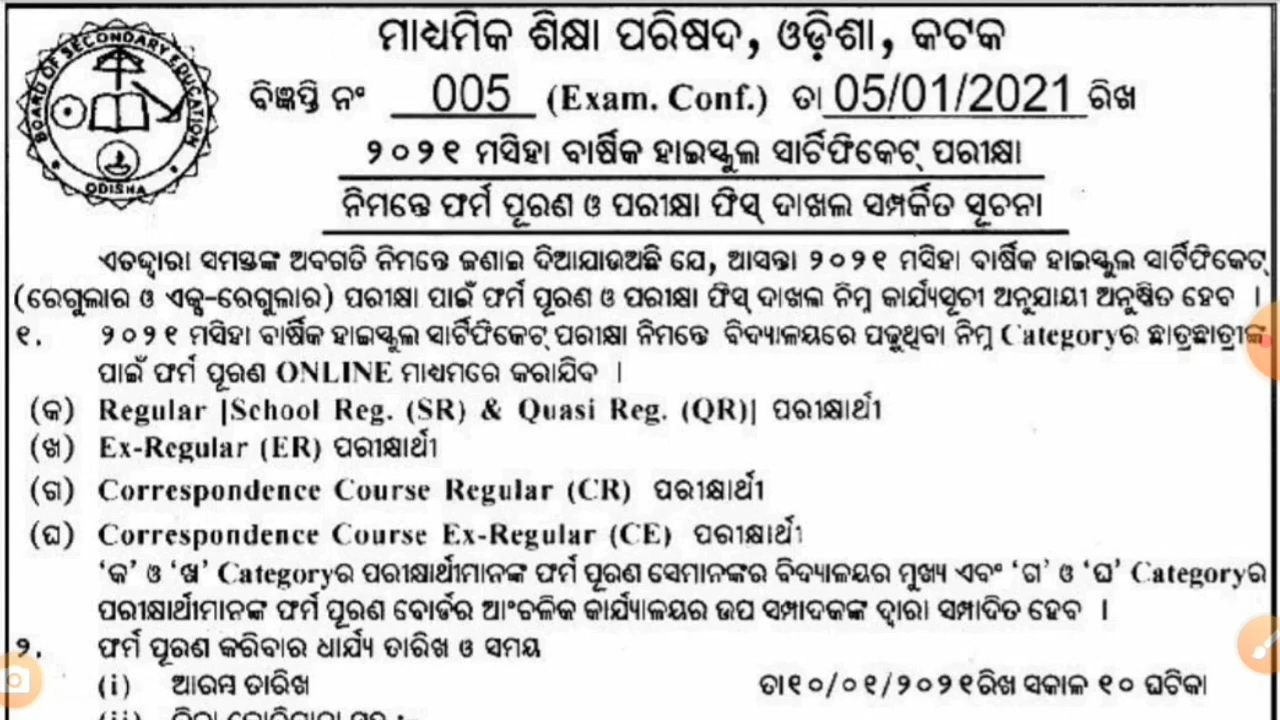 BOARD OF SECONDARY EDUCATION
ODISHA
ମାଧ୍ୟମିକ ଶିକ୍ଷା ପରିଷଦ, ଓଡ଼ିଶା, କଟକ
ବିଜ୍ଞପ୍ତି ନଂ 005 (Exam. Conf.) ତା 05/01/2021 ରିଖ
୨୦୨୧ ମସିହା ବାର୍ଷିକ ହାଇସ୍କୁଲ ସାର୍ଟିଫିକେଟ୍ ପରୀକ୍ଷା
ନିମନ୍ତେ ଫର୍ମ ପୂରଣ ଓ ପରୀକ୍ଷା ଫିସ୍ ଦାଖଲ ସମ୍ପର୍କିତ ସୂଚନା
ଏତଦ୍ଦ୍ୱାରା ସମସ୍ତଙ୍କ ଅବଗତି ନିମନ୍ତେ ଜଣାଇ ଦିଆଯାଉଅଛି ଯେ, ଆସନ୍ତା ୨୦୨୧ ମସିହା ବାର୍ଷିକ ହାଇସ୍କୁଲ ସାର୍ଟିଫିକେଟ୍
(ରେଗୁଲାର ଓ ଏକ୍ସ-ରେଗୁଲାର) ପରୀକ୍ଷା ପାଇଁ ଫର୍ମ ପୂରଣ ଓ ପରୀକ୍ଷା ଫିସ୍ ଦାଖଲ ନିମ୍ନ କାର୍ଯ୍ୟସୂଚୀ ଅନୁଯାୟୀ ଅନୁଷ୍ଠିତ ହେବ ।
୧. ୨୦୨୧ ମସିହା ବାର୍ଷିକ ହାଇସ୍କୁଲ ସାର୍ଟିଫିକେଟ୍ ପରୀକ୍ଷା ନିମନ୍ତେ ବିଦ୍ୟାଳୟରେ ପଢୁଥିବା ନିମ୍ନ Categoryର ଛାତ୍ରଛାତ୍ରୀଙ୍କ
ପାଇଁ ଫର୍ମ ପୂରଣ ONLINE ମାଧ୍ୟମରେ କରାଯିବ ।
(କ) Regular [School Reg. (SR) & Quasi Reg. (QR)] ପରୀକ୍ଷାର୍ଥୀ
(ଖ) Ex-Regular (ER) ପରୀକ୍ଷାର୍ଥୀ
(ଗ) Correspondence Course Regular (CR) ପରୀକ୍ଷାର୍ଥୀ
(ଘ) Correspondence Course Ex-Regular (CE) ପରୀକ୍ଷାର୍ଥୀ
‘କ’ ଓ ‘ଖ’ Categoryର ପରୀକ୍ଷାର୍ଥୀମାନଙ୍କ ଫର୍ମ ପୂରଣ ସେମାନଙ୍କର ବିଦ୍ୟାଳୟର ମୁଖ୍ୟ ଏବଂ ‘ଗ’ ଓ ‘ଘ’ Categoryର
ପରୀକ୍ଷାର୍ଥୀମାନଙ୍କ ଫର୍ମ ପୂରଣ ବୋର୍ଡର ଆଂଚଳିକ କାର୍ଯ୍ୟାଳୟର ଉପ ସମ୍ପାଦକଙ୍କ ଦ୍ୱାରା ସମ୍ପାଦିତ ହେବ ।
୨. ଫର୍ମ ପୂରଣ କରିବାର ଧାର୍ଯ୍ୟ ତାରିଖ ଓ ସମୟ
(i) ଆରମ୍ଭ ତାରିଖ ତା୧୦/୦୧/୨୦୨୧ରିଖ ସକାଳ ୧୦ ଘଟିକା